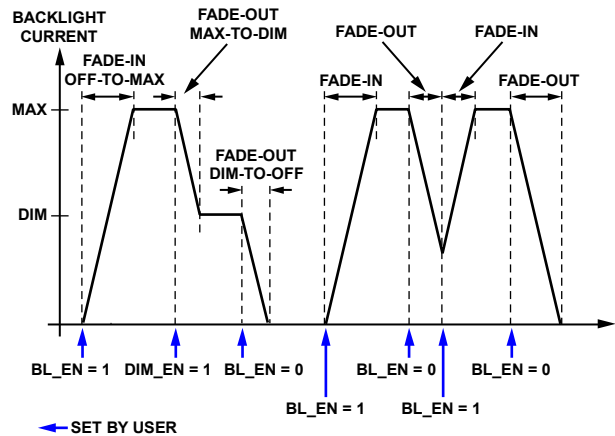 BACKLIGHT
CURRENT
FADE-OUT
MAX-TO-DIM
FADE-IN
OFF-TO-MAX
FADE-OUT
FADE-IN
FADE-IN
FADE-OUT
MAX
FADE-OUT
DIM-TO-OFF
DIM
BL_EN = 1
DIM_EN = 1
BL_EN = 0
BL_EN = 0
BL_EN = 0
BL_EN = 1
BL_EN = 1
SET BY USER